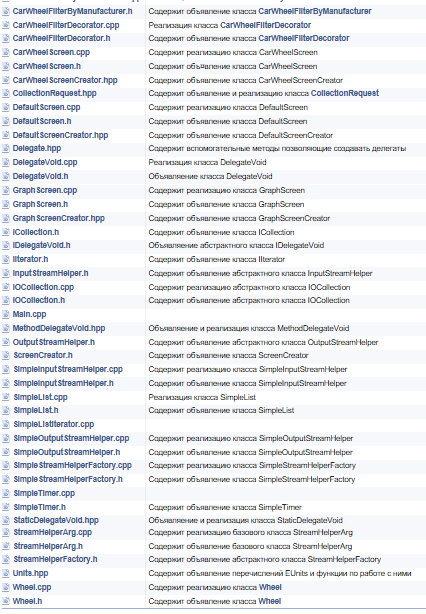 CarWheelFilterByManufacturer.h Содержит объявление класса CarWheelFilterByManufacturer
CarWheelFilterDecorator.cpp Реализация класса CarWheelFilterDecorator
CarWheelFilterDecorator.h Содержит объявление класса CarWheelFilterDecorator
CarWheelScreen.cpp Содержит реализацию класса CarWheelScreen
CarWheelScreen.h Содержит объявление класса CarWheelScreen
CarWheelScreenCreator.hpp Содержит объявление класса CarWheelScreenCreator
CollectionRequest.hpp Содержит объявление и реализацию класса CollectionRequest
DefaultScreen.cpp Содержит реализацию класса DefaultScreen
DefaultScreen.h Содержит объявление класса DefaultScreen
DefaultScreenCreator.hpp Содержит объявление класса DefaultScreenCreator
Delegate.hpp Содержит вспомогательные методы позволяющие создавать делегаты
DelegateVoid.cpp Реализация класса DelegateVoid
DelegateVoid.h Объявление класса DelegateVoid
GraphScreen.cpp Содержит реализацию класса GraphScreen
GraphScreen.h Содержит объявление класса GraphScreen
GraphScreenCreator.hpp Содержит объявление класса GraphScreenCreator
ICollection.h Содержит объявление класса ICollection
IDelegateVoid.h Объявление абстрактного класса IDelegateVoid
IIterator.h Содержит объявление класса IIterator
InputStreamHelper.h Содержит объявление абстрактного класса InputStreamHelper
IOCollection.cpp Содержит реализацию абстрактного класса IOCollection
IOCollection.h Содержит объявление абстрактного класса IOCollection
Main.cpp
MethodDelegateVoid.hpp Объявляение и реализация класса MethodDelegateVoid
OutputStreamHelper.h Содержит объявление абстрактного класса OutputStreamHelper
ScreenCreator.h Содержит объявление класса ScreenCreator
SimpleInputStreamHelper.cpp Содержит реализацию класса SimpleInputStreamHelper
SimpleInputStreamHelper.h Содержит объявление класса SimpleInputStreamHelper
SimpleList.cpp Реализация класса SimpleList
SimpleList.h Содержит объявление класса SimpleList
SimpleListIterator.cpp
SimpleOutputStreamHelper.cpp Содержит реализацию класса SimpleOutputStreamHelper
SimpleOutputStreamHelper.h Содержит объявление класса SimpleOutputStreamHelper
SimpleStreamHelperFactory.cpp Содержит реализацию класса SimpleStreamHelperFactory
SimpleStreamHelperFactory.h Содержит объявление класса SimpleStreamHelperFactory
SimpleTimer.cpp
SimpleTimer.h Содержит объявление класса SimpleTimer
StaticDelegateVoid.hpp Объявление и реализация класса StaticDelegateVoid
StreamHelperArg.cpp Содержит реализацию базового класса StreamHelperArg
StreamHelperArg.h Содержит объявление базового класса StreamHelperArg
StreamHelperFactory.h Содержит объявление абстрактного класса StreamHelperFactory
Units.hpp Содержит объявление перечислений EUnits и функции по работе с ними
Wheel.cpp Содержит реализацию класса Wheel
Wheel.h Содержит объявление класса Wheel